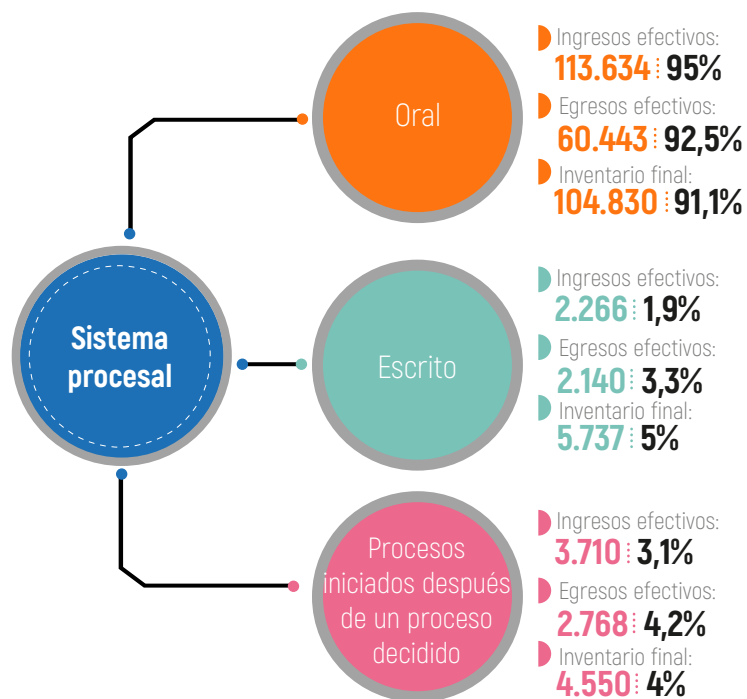 Sistema
procesal
Oral
Ingresos efectivos:
113.634 95%
Egresos efectivos:
60.443 92,5%
Inventario final:
104.830 91,1%
Escrito
Ingresos efectivos:
2.266 1,9%
Egresos efectivos:
2.140 3,3%
Inventario final:
5.737 5%
Procesos
iniciados después
de un proceso
decidido
Ingresos efectivos:
3.710 3,1%
Egresos efectivos:
2.768 4,2%
Inventario final:
4.550 4%